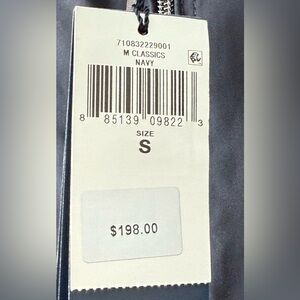 710832229001
M CLASSICS
NAVY
8 85139 09822 3
SIZE
S
$198.00